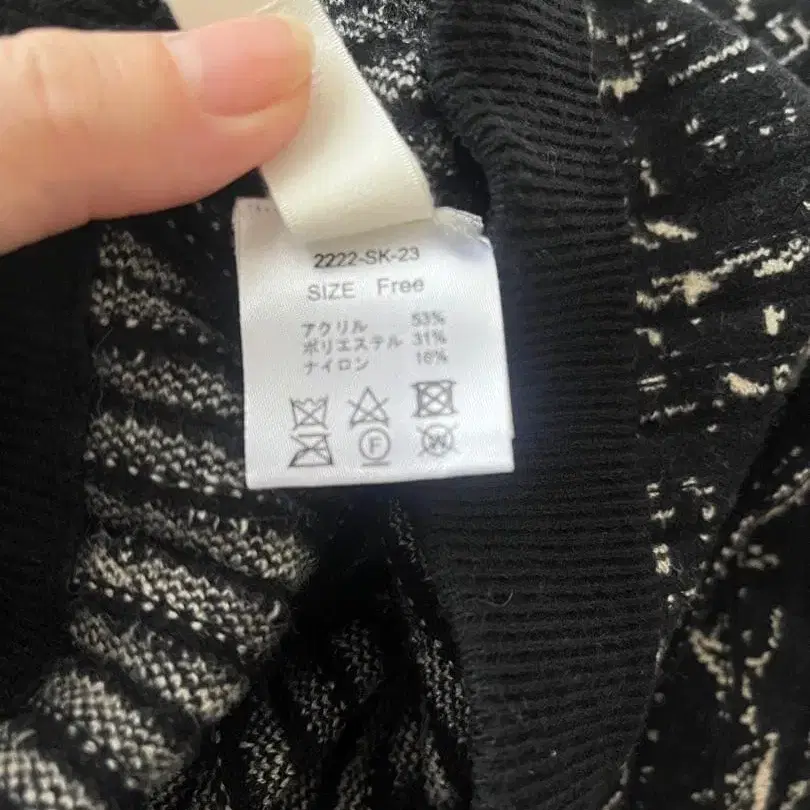 2222-SK-23
SIZE Free
アクリル 53%
ポリエステル 31%
ナイロン 16%
F
W